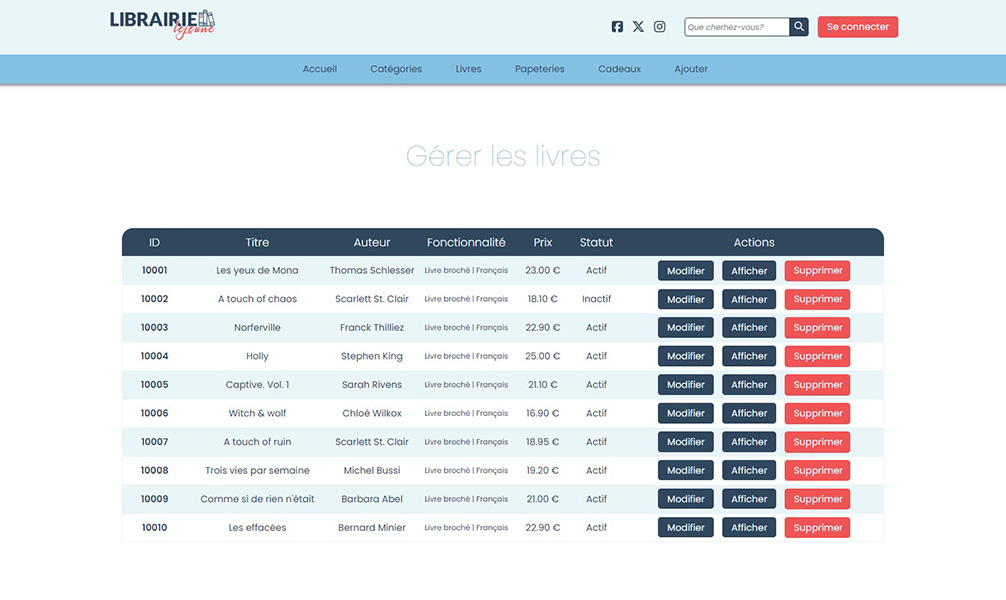 LIBRAIRIE
lejeune
Que cherhez-vous?
Se connecter
Accueil Catégories Livres Papeteries Cadeaux Ajouter
Gérer les livres
ID Titre Auteur Fonctionnalité Prix Statut Actions
10001 Les yeux de Mona Thomas Schlesser Livre broché | Français 23.00 € Actif Modifier Afficher Supprimer
10002 A touch of chaos Scarlett St. Clair Livre broché | Français 18.10 € Inactif Modifier Afficher Supprimer
10003 Norferville Franck Thilliez Livre broché | Français 22.90 € Actif Modifier Afficher Supprimer
10004 Holly Stephen King Livre broché | Français 25.00 € Actif Modifier Afficher Supprimer
10005 Captive. Vol. 1 Sarah Rivens Livre broché | Français 21.10 € Actif Modifier Afficher Supprimer
10006 Witch & wolf Chloé Wilkox Livre broché | Français 16.90 € Actif Modifier Afficher Supprimer
10007 A touch of ruin Scarlett St. Clair Livre broché | Français 18.95 € Actif Modifier Afficher Supprimer
10008 Trois vies par semaine Michel Bussi Livre broché | Français 19.20 € Actif Modifier Afficher Supprimer
10009 Comme si de rien n'était Barbara Abel Livre broché | Français 21.00 € Actif Modifier Afficher Supprimer
10010 Les effacées Bernard Minier Livre broché | Français 22.90 € Actif Modifier Afficher Supprimer